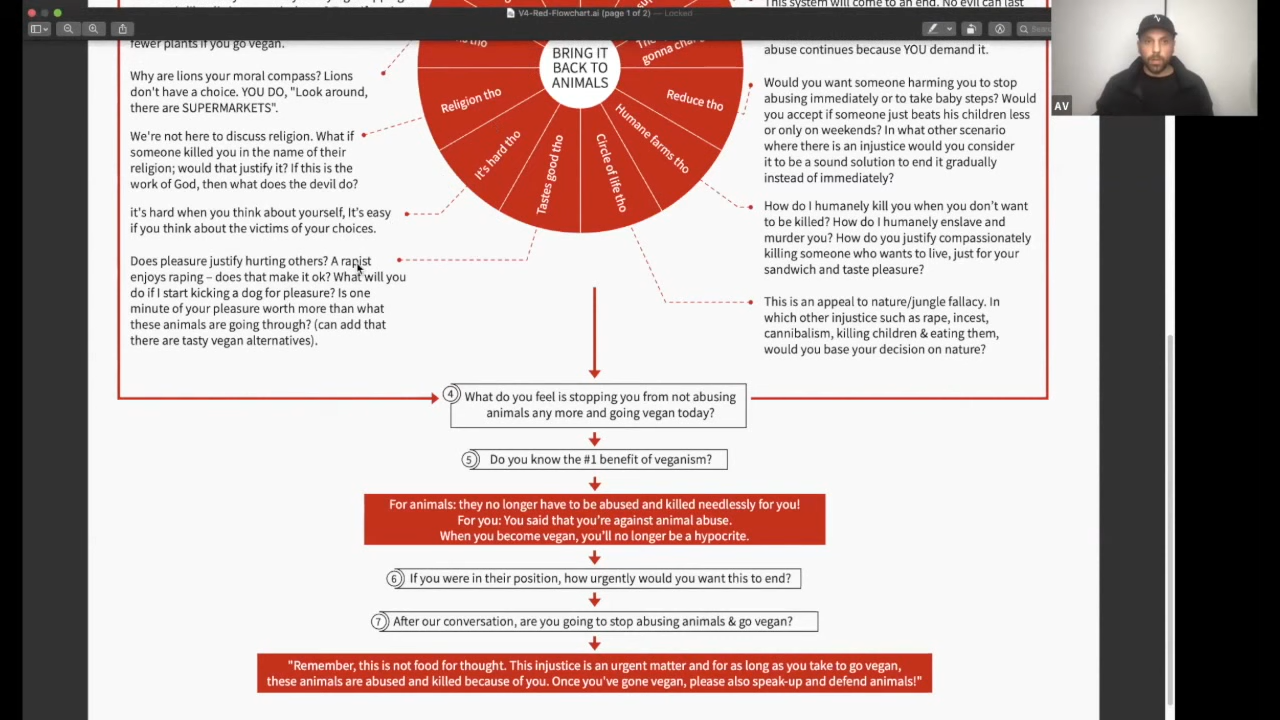 V4-Red-Flowchart.ai (page 1 of 2) — Locked
fewer plants if you go vegan.
Why are lions your moral compass? Lions
don't have a choice. YOU DO, "Look around,
there are SUPERMARKETS".
We're not here to discuss religion. What if
someone killed you in the name of their
religion; would that justify it? If this is the
work of God, then what does the devil do?
it's hard when you think about yourself, It's easy
if you think about the victims of your choices.
Does pleasure justify hurting others? A rapist
enjoys raping – does that make it ok? What will you
do if I start kicking a dog for pleasure? Is one
minute of your pleasure worth more than what
these animals are going through? (can add that
there are tasty vegan alternatives).
BRING IT
BACK TO
ANIMALS
tho
gonna
Religion tho
It's hard tho
Tastes good tho
Circle of life tho
Humane farms tho
Reduce tho
This system will come to an end. No evil can last
abuse continues because YOU demand it.
Would you want someone harming you to stop
abusing immediately or to take baby steps? Would
you accept if someone just beats his children less
or only on weekends? In what other scenario
where there is an injustice would you consider
it to be a sound solution to end it gradually
instead of immediately?
How do I humanely kill you when you don't want
to be killed? How do I humanely enslave and
murder you? How do you justify compassionately
killing someone who wants to live, just for your
sandwich and taste pleasure?
This is an appeal to nature/jungle fallacy. In
which other injustice such as rape, incest,
cannibalism, killing children & eating them,
would you base your decision on nature?
AV
4 What do you feel is stopping you from not abusing
animals any more and going vegan today?
5 Do you know the #1 benefit of veganism?
For animals: they no longer have to be abused and killed needlessly for you!
For you: You said that you're against animal abuse.
When you become vegan, you'll no longer be a hypocrite.
6 If you were in their position, how urgently would you want this to end?
7 After our conversation, are you going to stop abusing animals & go vegan?
"Remember, this is not food for thought. This injustice is an urgent matter and for as long as you take to go vegan,
these animals are abused and killed because of you. Once you've gone vegan, please also speak-up and defend animals!"